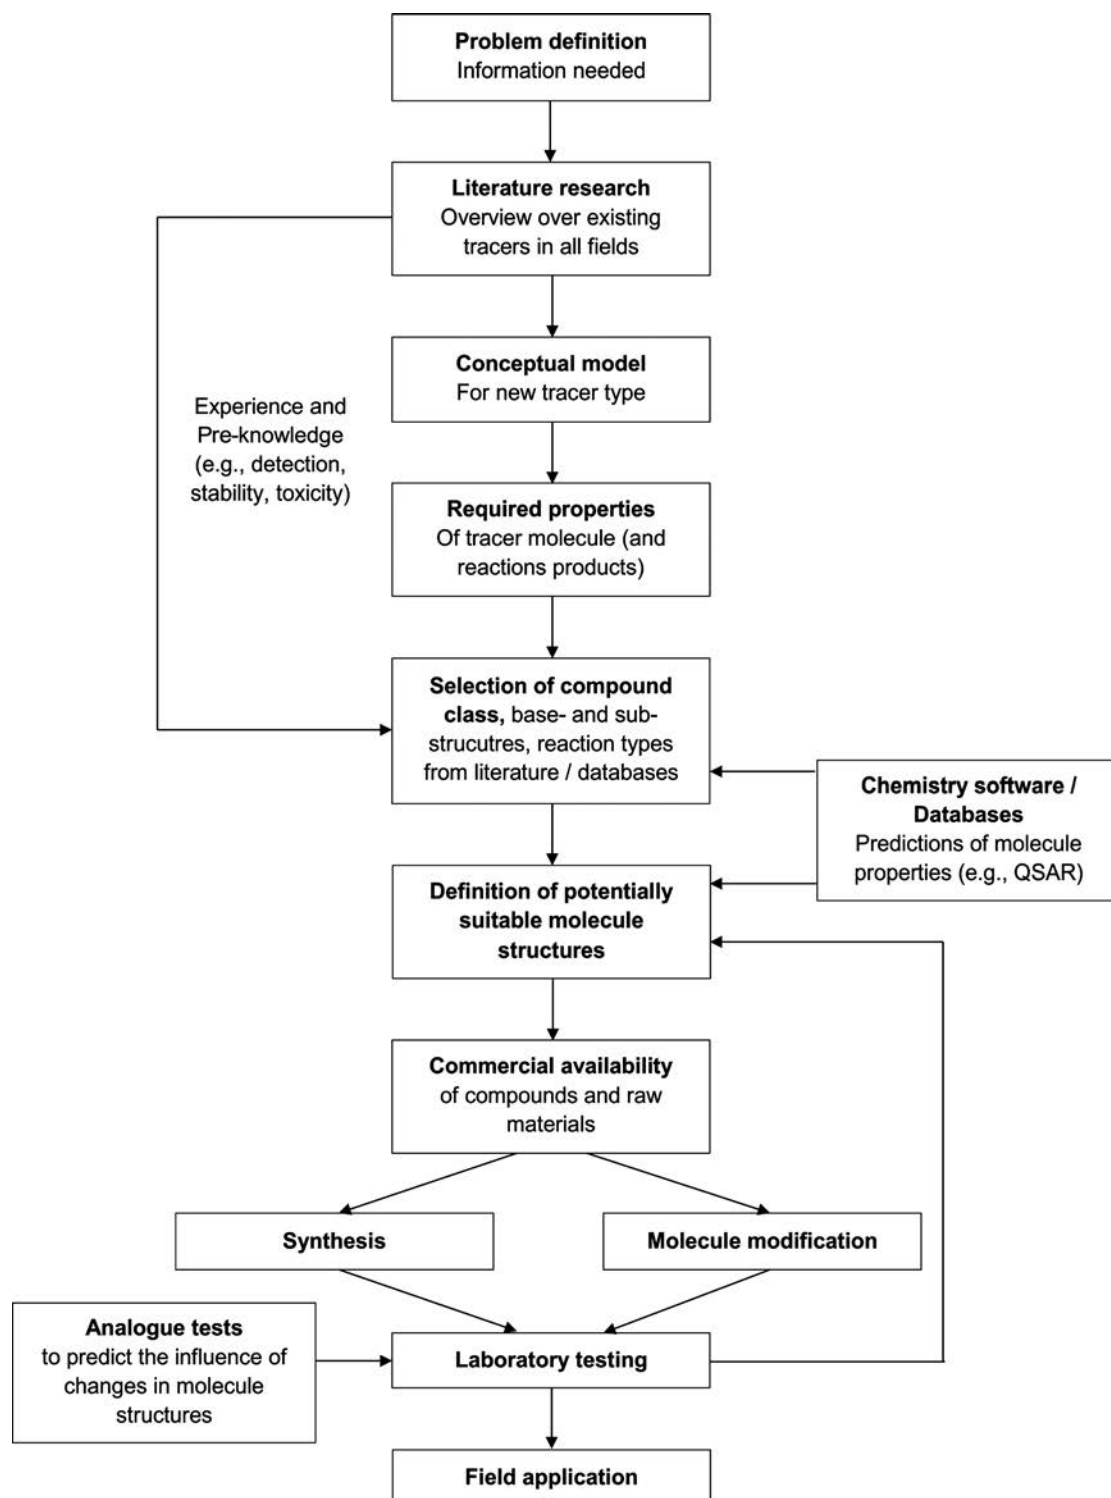 Problem definition
Information needed
Literature research
Overview over existing
tracers in all fields
Conceptual model
For new tracer type
Experience and
Pre-knowledge
(e.g., detection,
stability, toxicity)
Required properties
Of tracer molecule (and
reactions products)
Selection of compound
class, base- and sub-
strucutres, reaction types
from literature / databases
Chemistry software /
Databases
Predictions of molecule
properties (e.g., QSAR)
Definition of potentially
suitable molecule
structures
Commercial availability
of compounds and raw
materials
Synthesis
Molecule modification
Analogue tests
to predict the influence of
changes in molecule
structures
Laboratory testing
Field application